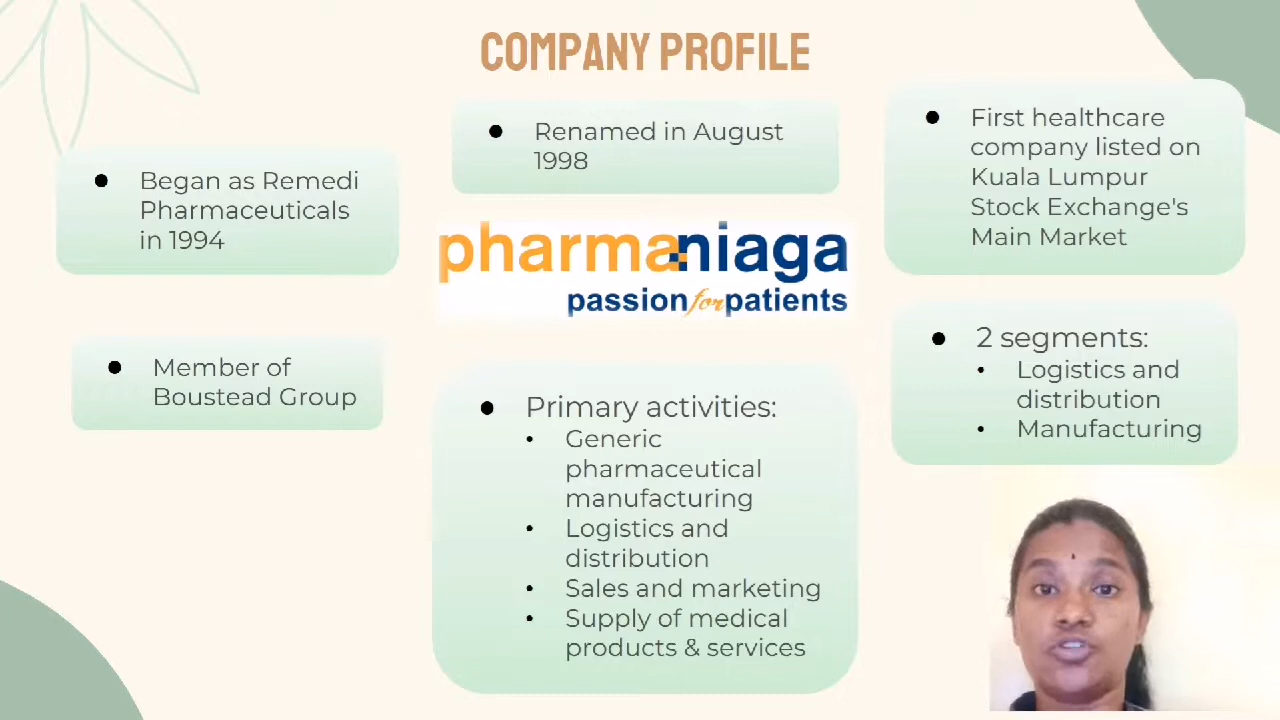 COMPANY PROFILE
Began as Remedi
Pharmaceuticals
in 1994
Renamed in August
1998
First healthcare
company listed on
Kuala Lumpur
Stock Exchange's
Main Market
pharmaniaga
passion for patients
Member of
Boustead Group
Primary activities:
Generic
pharmaceutical
manufacturing
Logistics and
distribution
Sales and marketing
Supply of medical
products & services
2 segments:
Logistics and
distribution
Manufacturing